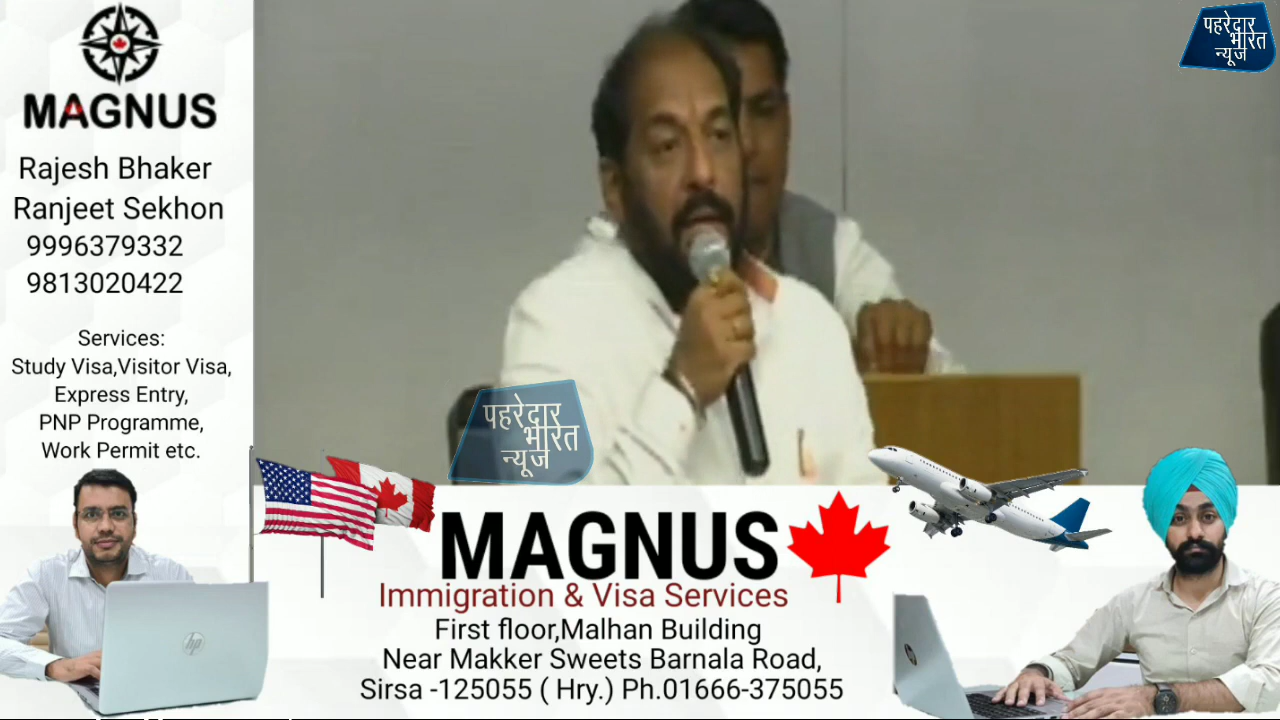 MAGNUS
Rajesh Bhaker
Ranjeet Sekhon
9996379332
9813020422
Services:
Study Visa,Visitor Visa,
Express Entry,
PNP Programme,
Work Permit etc.
पहरेदार
भारत
न्यूज
पहरेदार
भारत
न्यूज
hp
MAGNUS
Immigration & Visa Services
First floor,Malhan Building
Near Makker Sweets Barnala Road,
Sirsa -125055 ( Hry.) Ph.01666-375055